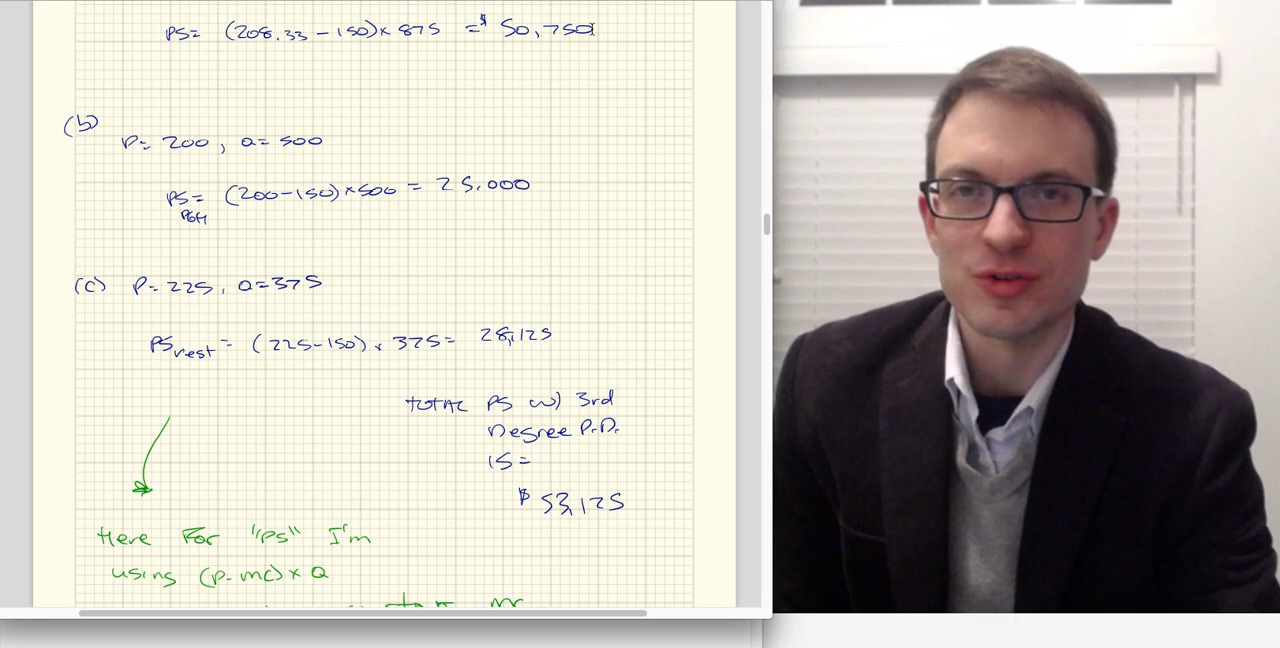 PS= (208.33-150)×875 =$ 50,750
(b)
P= 200, Q=500
PS= (200-150)×500 = 25,000
PGH
(c) P=225, Q=375
PSrest= (225-150)×375= 28,125
TOTAL PS w/ 3rd
Degree P.D.
IS=
$ 53,125
Here For "PS" I'm
using (P-mc)×Q